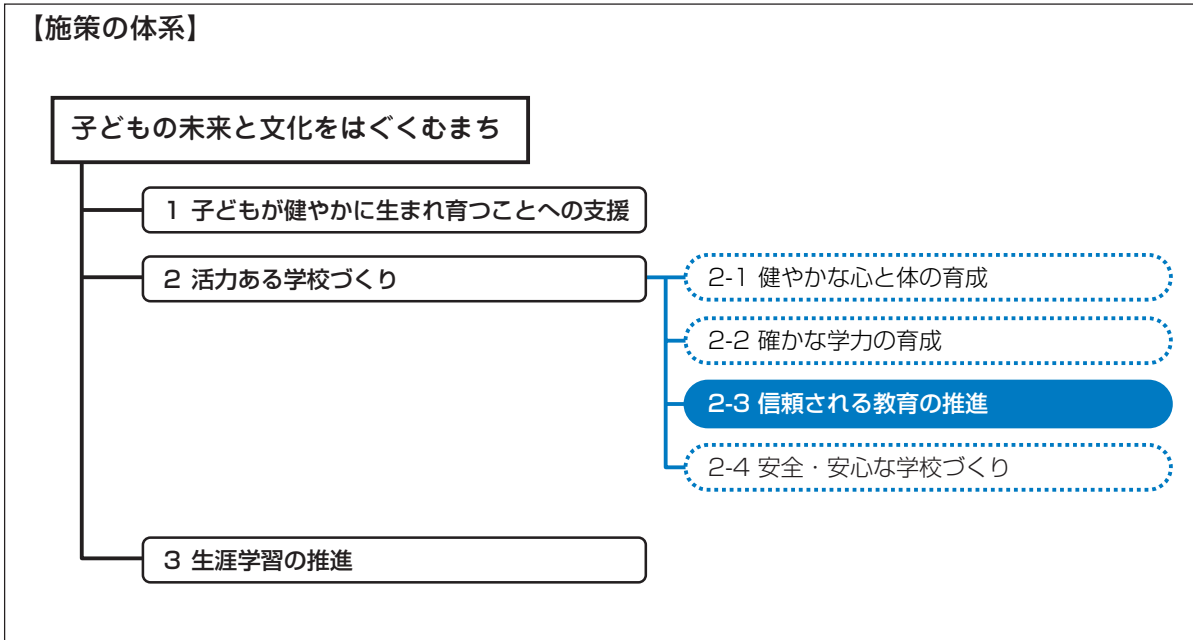 【施策の体系】
子どもの未来と文化をはぐくむまち
1 子どもが健やかに生まれ育つことへの支援
2 活力ある学校づくり
2-1 健やかな心と体の育成
2-2 確かな学力の育成
2-3 信頼される教育の推進
2-4 安全・安心な学校づくり
3 生涯学習の推進